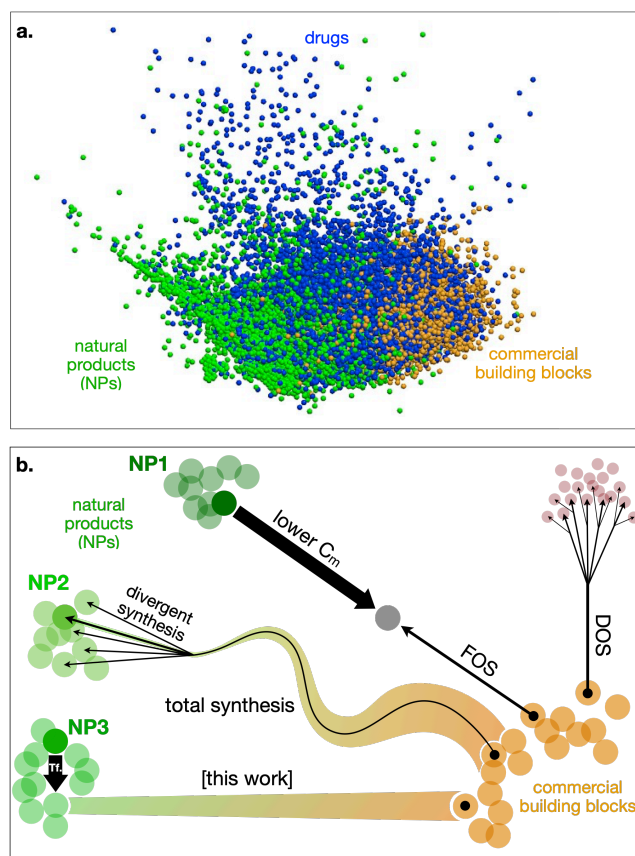 a.
drugs
natural
products
(NPs)
commercial
building blocks
b.
NP1
natural
products
(NPs)
lower Cm
NP2
divergent
synthesis
FOS
DOS
total synthesis
NP3
Tf.
[this work]
commercial
building blocks